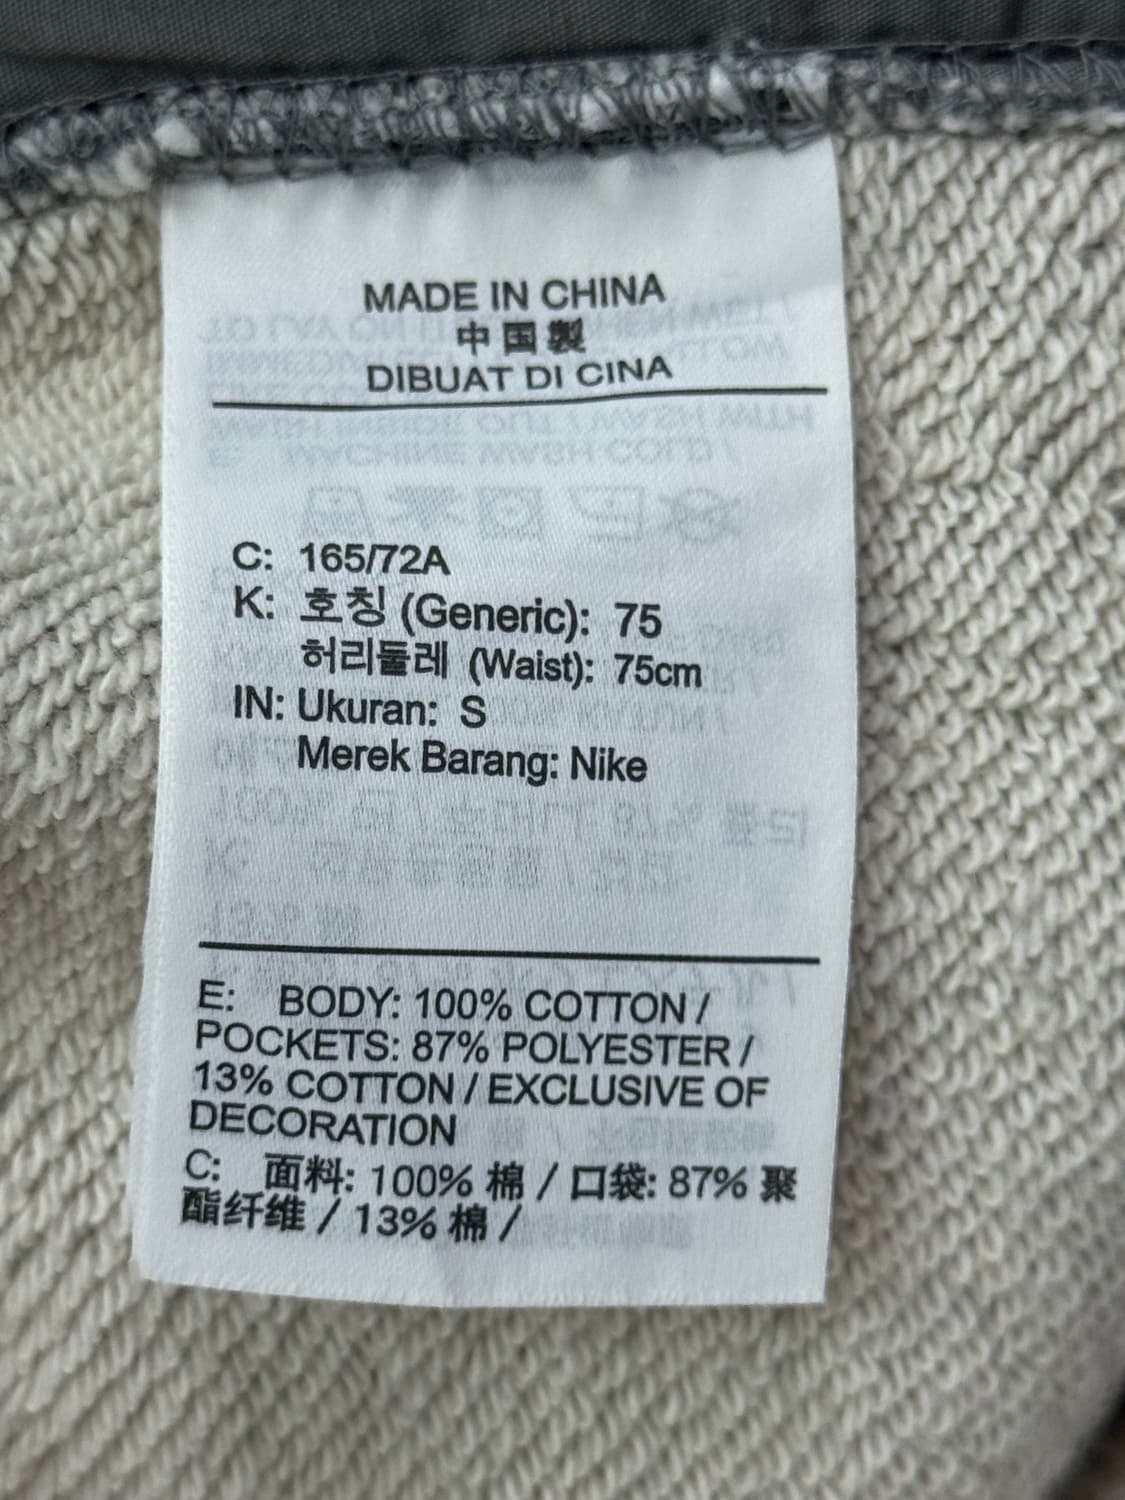 MADE IN CHINA
中国製
DIBUAT DI CINA
C: 165/72A
K: 호칭 (Generic): 75
허리둘레 (Waist): 75cm
IN: Ukuran: S
Merek Barang: Nike
E: BODY: 100% COTTON /
POCKETS: 87% POLYESTER /
13% COTTON / EXCLUSIVE OF
DECORATION
C: 面料: 100% 棉 / 口袋: 87% 聚
酯纤维 / 13% 棉 /